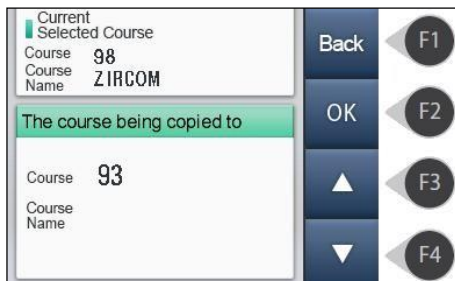 Current
Selected Course
Course 98
Course
Name ZIRCOM
The course being copied to
Course 93
Course
Name
Back F1
OK F2
F3
F4